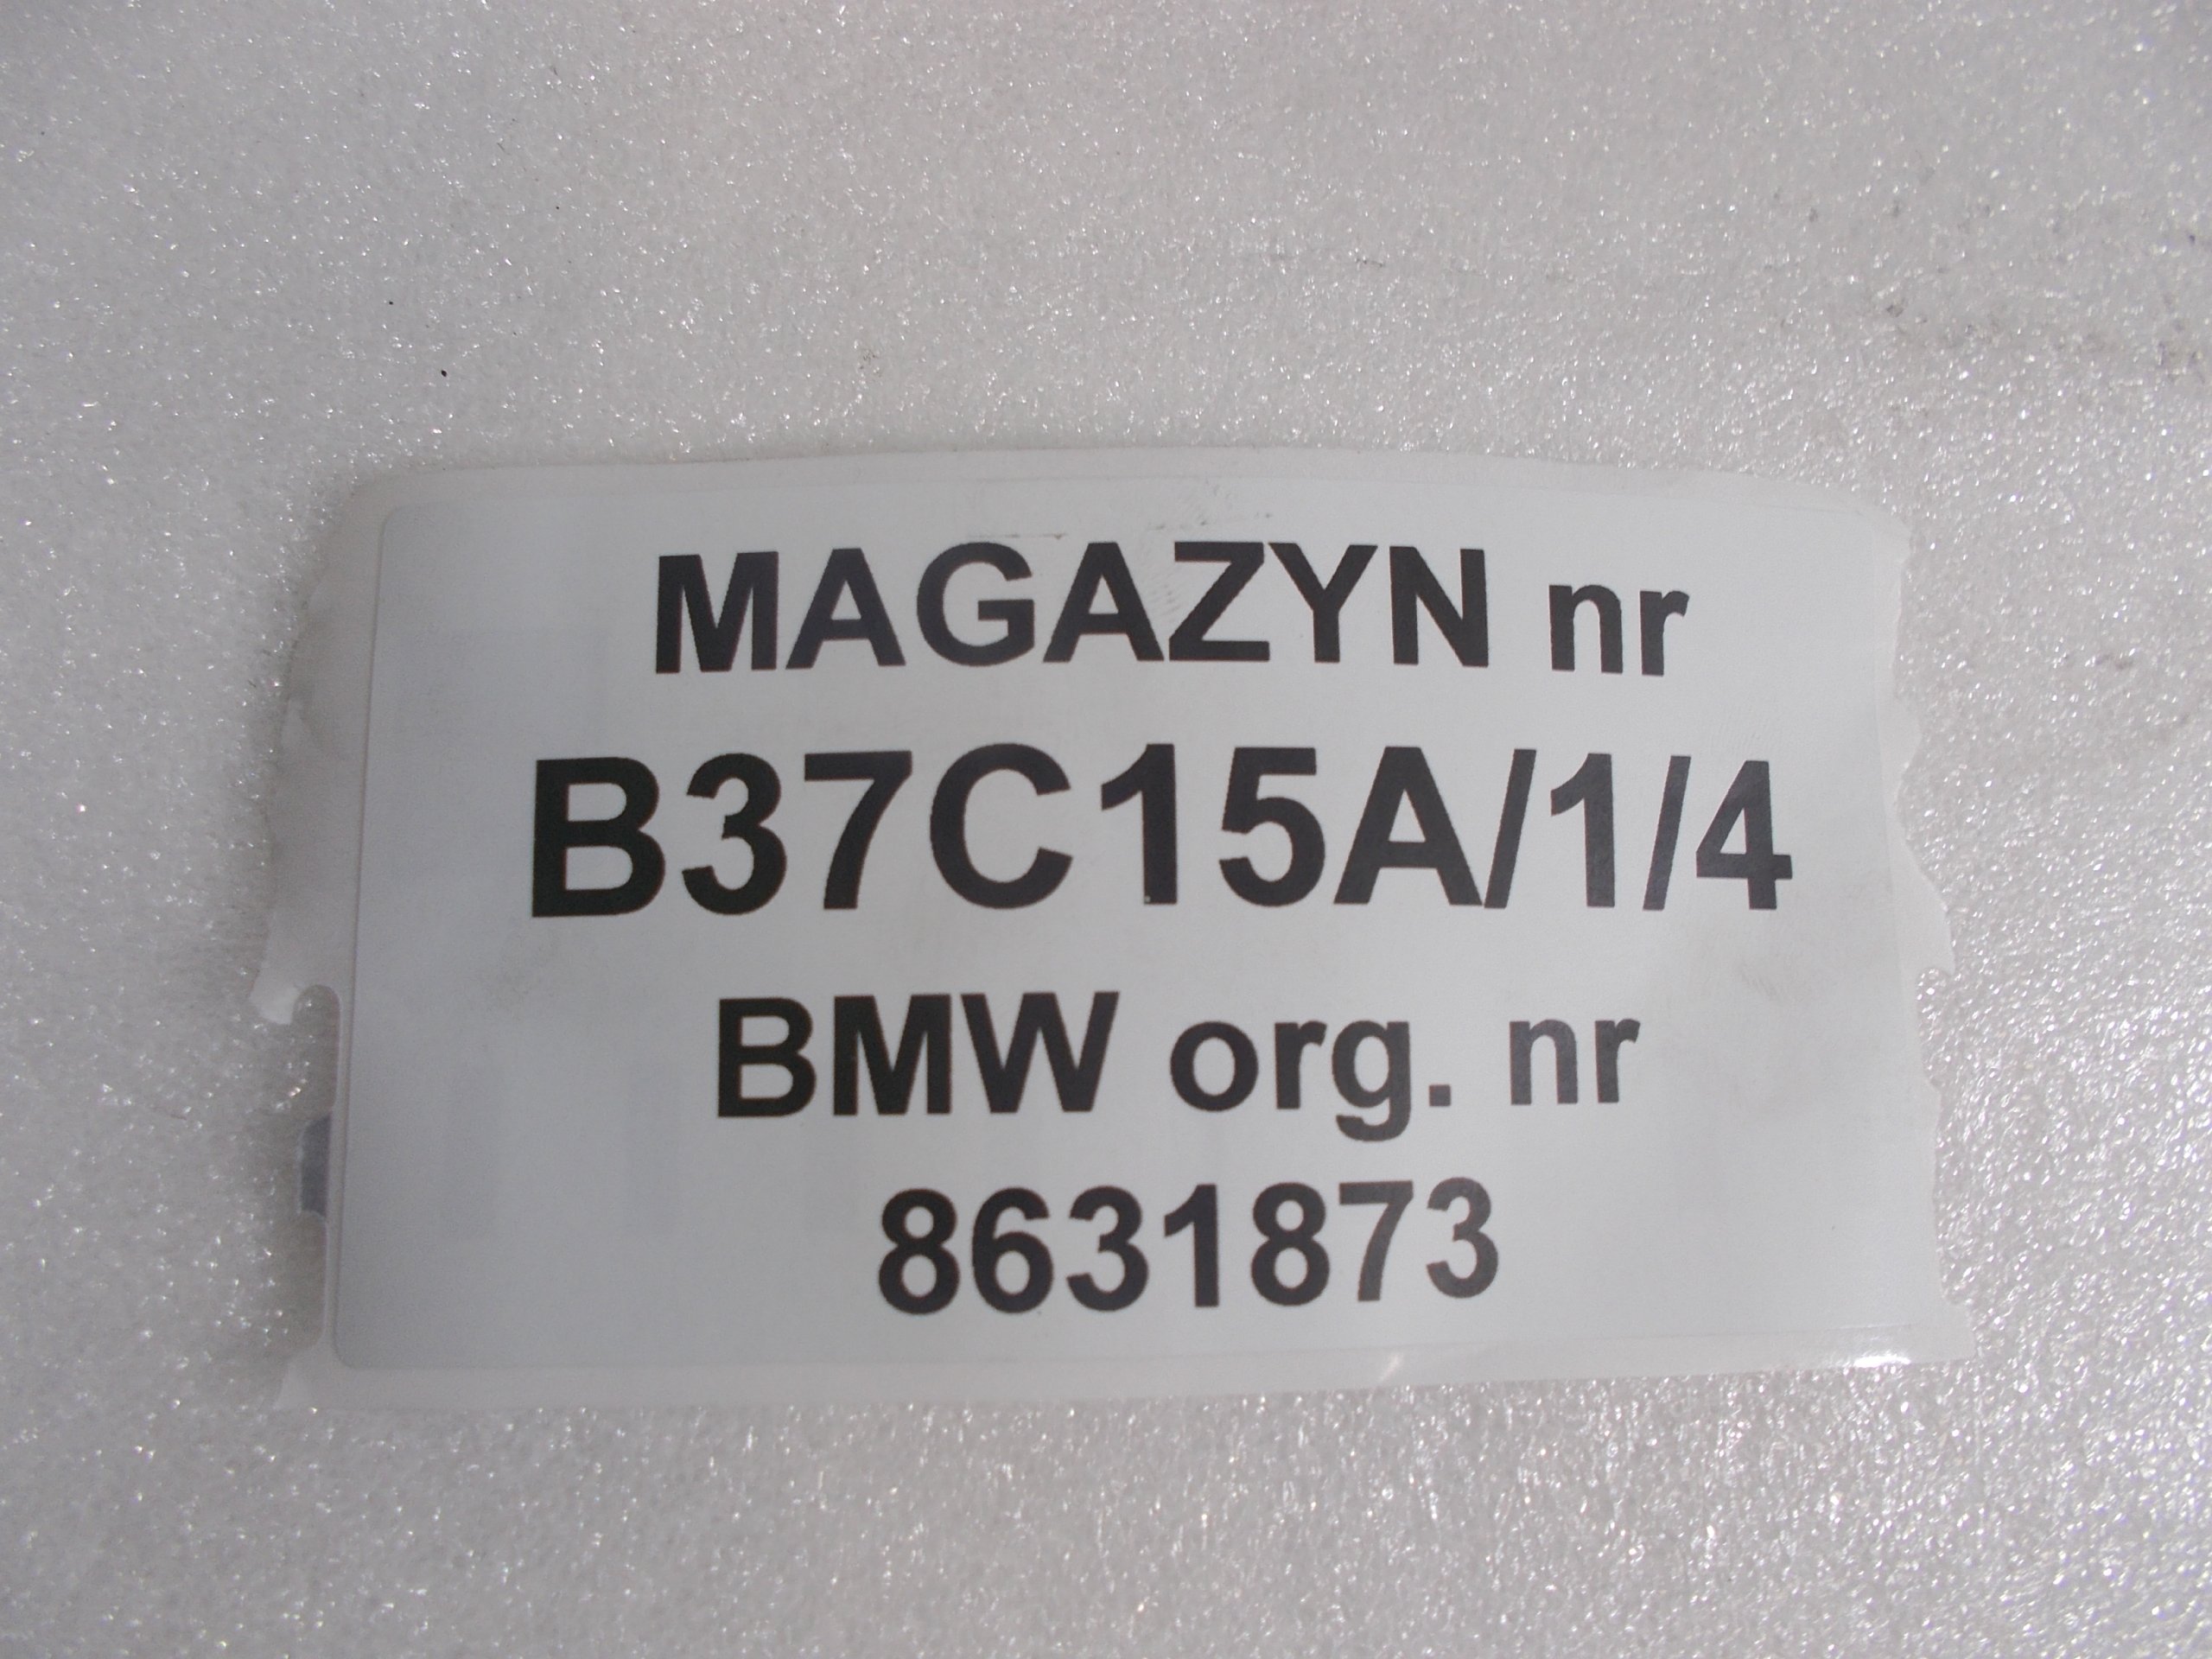 MAGAZYN nr
B37C15A/1/4
BMW org. nr
8631873